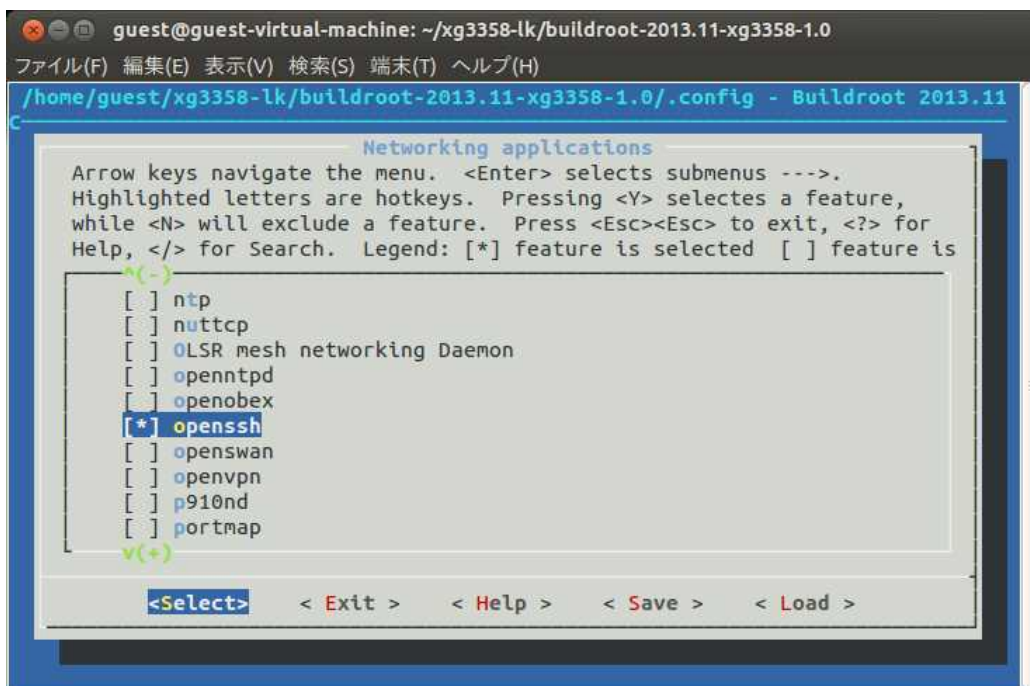 guest@guest-virtual-machine: ~/xg3358-lk/buildroot-2013.11-xg3358-1.0
ファイル(F) 編集(E) 表示(V) 検索(S) 端末(T) ヘルプ(H)
/home/guest/xg3358-lk/buildroot-2013.11-xg3358-1.0/.config - Buildroot 2013.11
C
Networking applications
Arrow keys navigate the menu.  <Enter> selects submenus --->.
Highlighted letters are hotkeys.  Pressing <Y> selectes a feature,
while <N> will exclude a feature.  Press <Esc><Esc> to exit, <?> for
Help, </> for Search.  Legend: [*] feature is selected  [ ] feature is
^(-)
[ ] ntp
[ ] nuttcp
[ ] OLSR mesh networking Daemon
[ ] openntpd
[ ] openobex
[*] openssh
[ ] openswan
[ ] openvpn
[ ] p910nd
[ ] portmap
v(+)
<Select>    < Exit >    < Help >    < Save >    < Load >